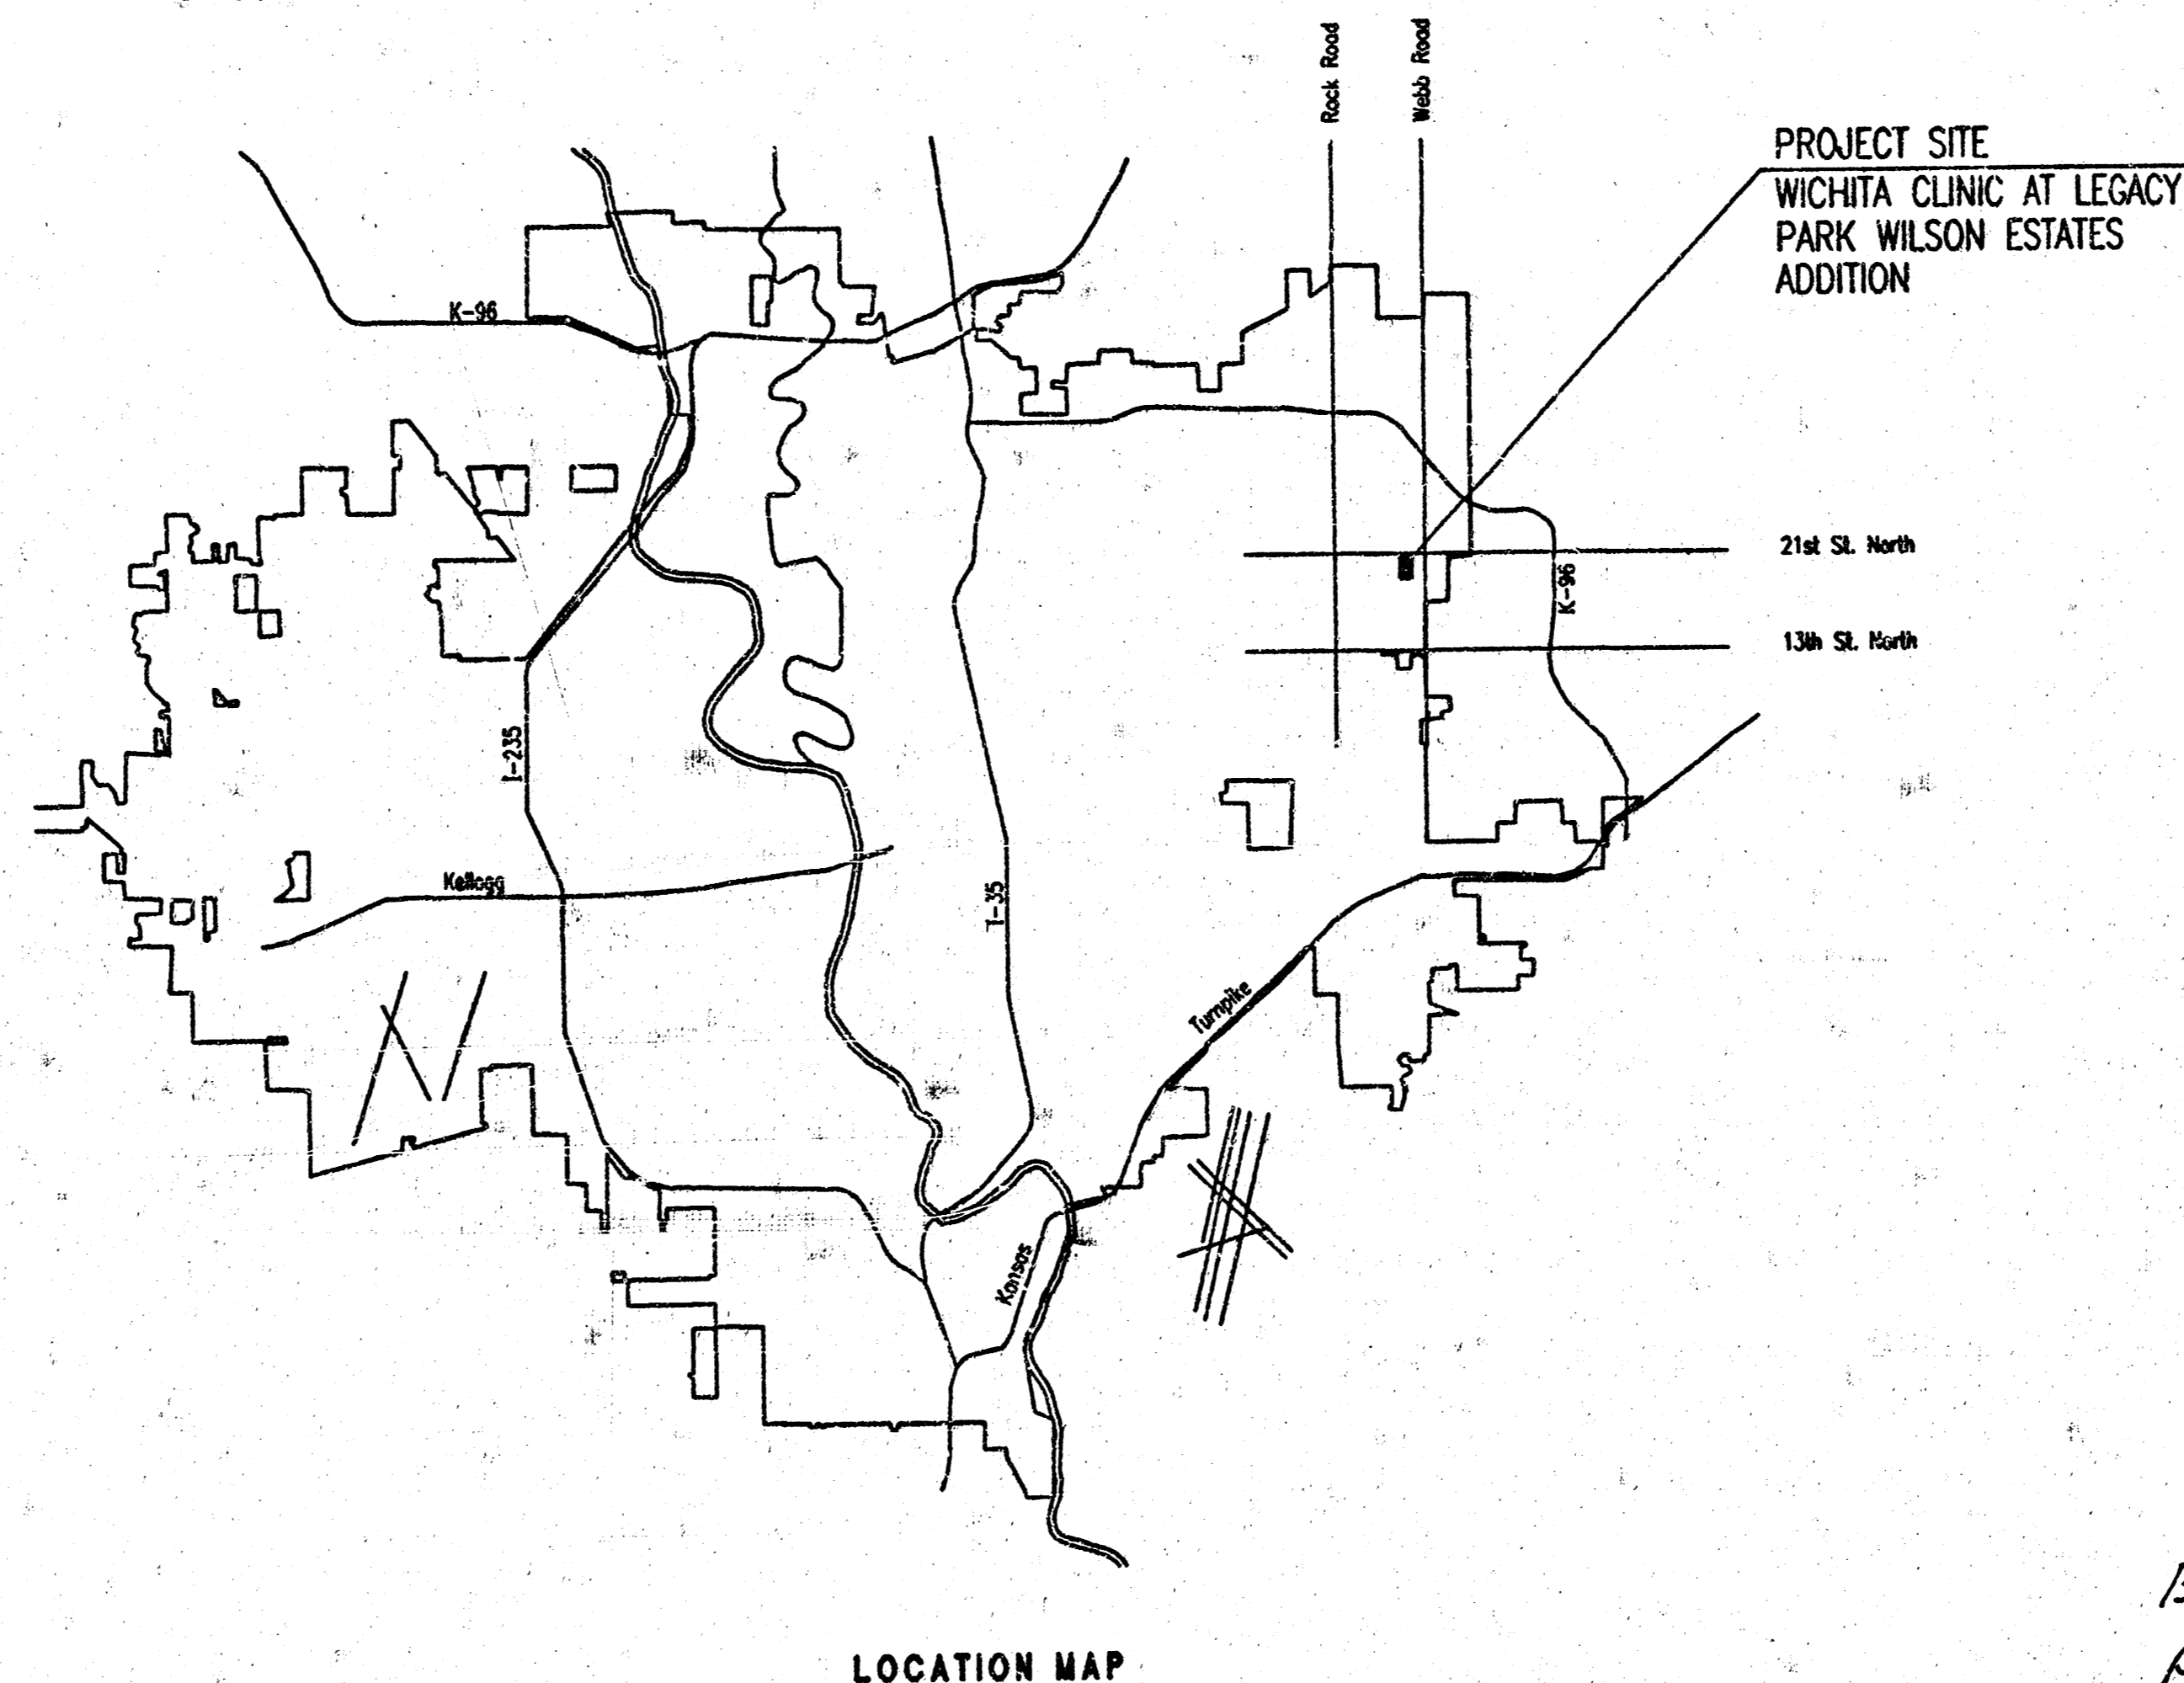 Rock Road
Webb Road
PROJECT SITE
WICHITA CLINIC AT LEGACY
PARK WILSON ESTATES
ADDITION
K-96
21st St. North
K-96
13th St. North
I-235
Kellogg
I-35
Turnpike
Kansas
LOCATION MAP